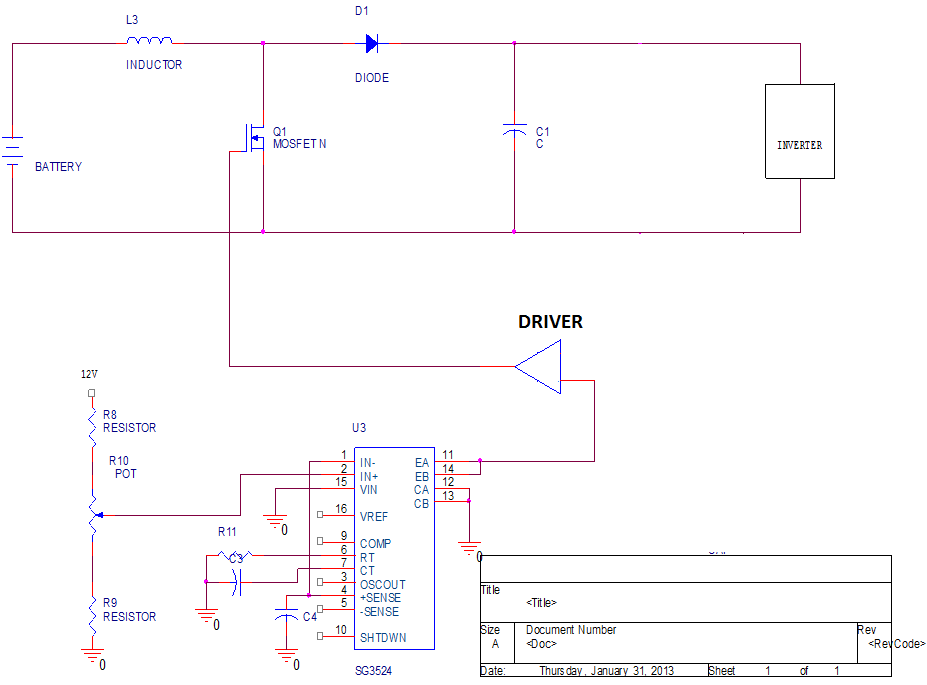 L3
INDUCTOR
D1
DIODE
Q1
MOSFET N
C1
C
INVERTER
BATTERY
DRIVER
12V
R8
RESISTOR
R10
POT
R9
RESISTOR
0
R11
C3
0
C4
0
0
0
U3
1 IN-
2 IN+
15 VIN
16 VREF
9 COMP
6 RT
7 CT
3 OSCOUT
4 +SENSE
5 -SENSE
10 SHTDWN
EA 11
EB 14
CA 12
CB 13
SG3524
Title
<Title>
Size
A
Document Number
<Doc>
Rev
<RevCode>
Date: Thursday, January 31, 2013 Sheet 1 of 1